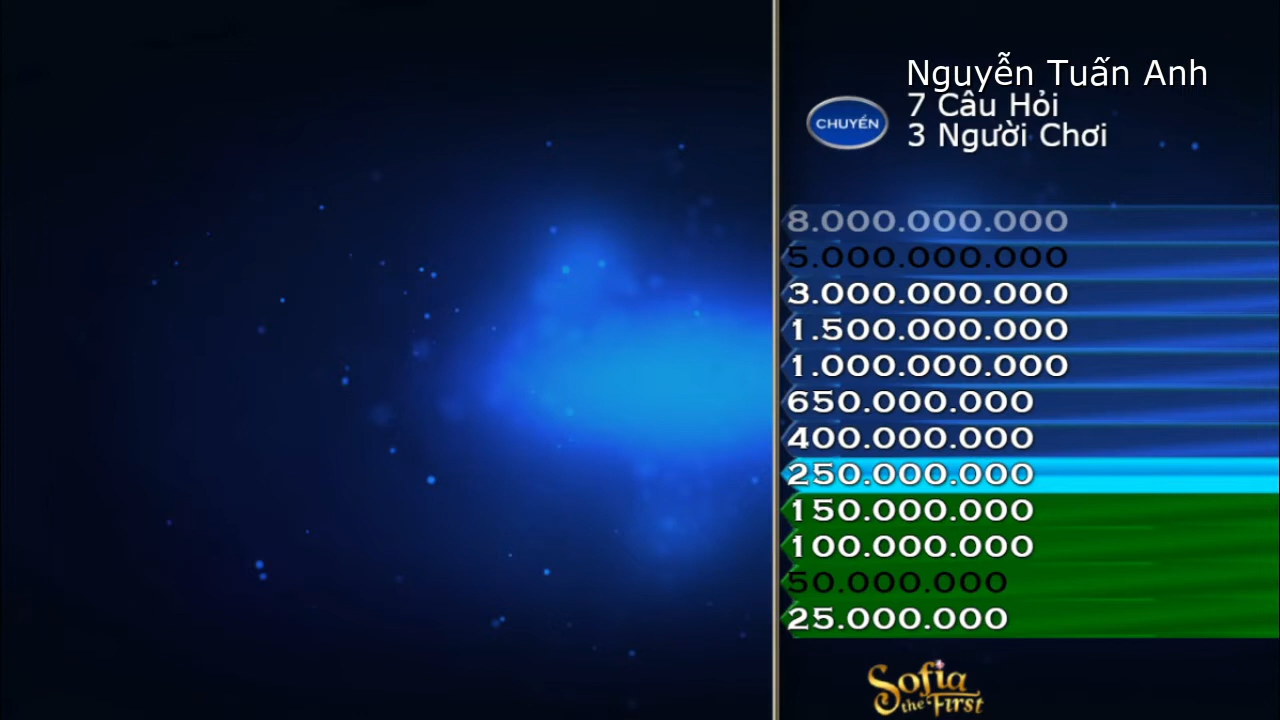 Nguyễn Tuấn Anh
7 Câu Hỏi
3 Người Chơi
CHUYỂN
8.000.000.000
5.000.000.000
3.000.000.000
1.500.000.000
1.000.000.000
650.000.000
400.000.000
250.000.000
150.000.000
100.000.000
50.000.000
25.000.000
Sofia
the First